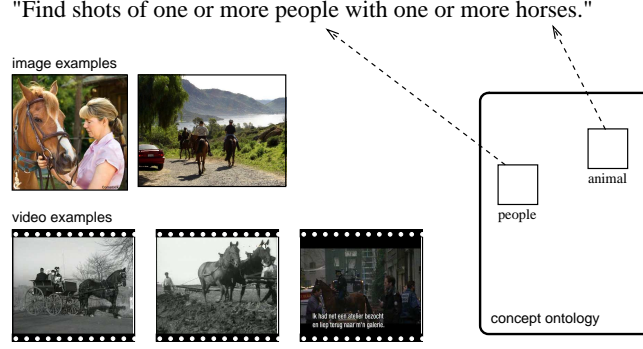 "Find shots of one or more people with one or more horses."
image examples
people
animal
video examples
Ik had net een atelier bezocht
en liep terug naar m'n galerie.
concept ontology